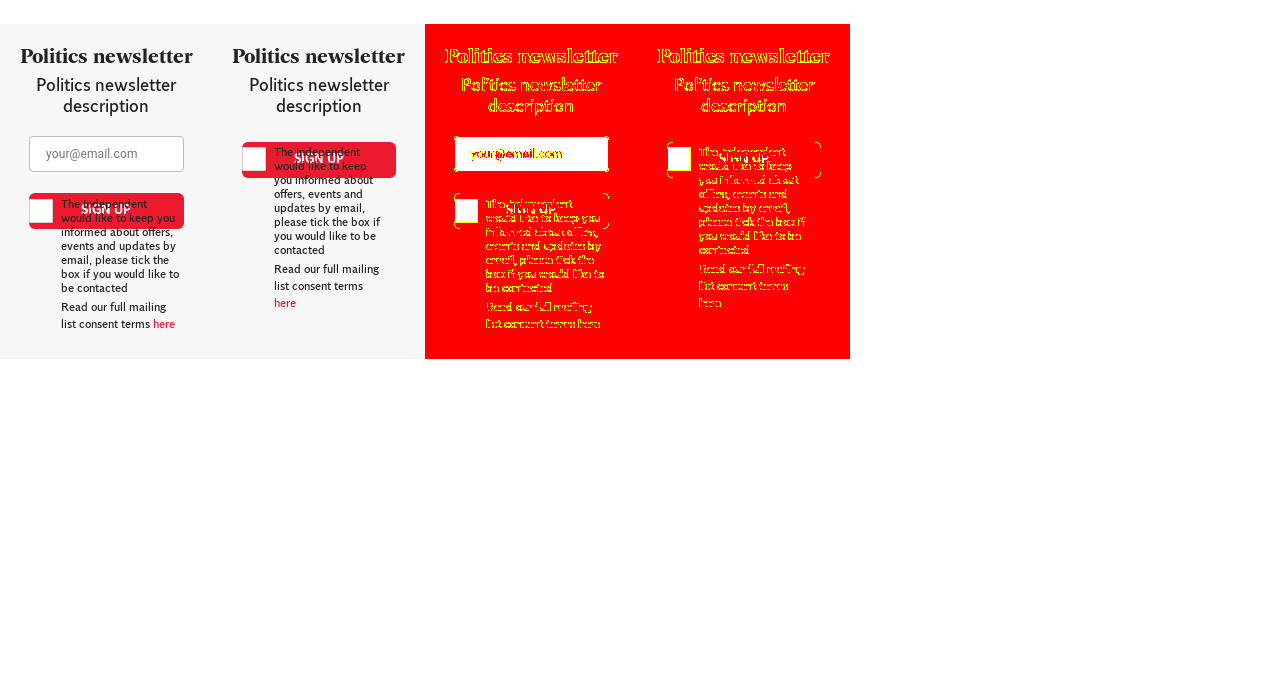 Politics newsletter
Politics newsletter
description
your@email.com
SIGN UP
The Independent
would like to keep you
informed about offers,
events and updates by
email, please tick the
box if you would like to
be contacted
Read our full mailing
list consent terms here
Politics newsletter
Politics newsletter
description
SIGN UP
The Independent
would like to keep
you informed about
offers, events and
updates by email,
please tick the box if
you would like to be
contacted
Read our full mailing
list consent terms
here
Politics newsletter
Politics newsletter
description
your@email.com
SIGN UP
The Independent
would like to keep you
informed about offers,
events and updates by
email, please tick the
box if you would like to
be contacted
Read our full mailing
list consent terms here
Politics newsletter
Politics newsletter
description
SIGN UP
The Independent
would like to keep
you informed about
offers, events and
updates by email,
please tick the box if
you would like to be
contacted
Read our full mailing
list consent terms
here